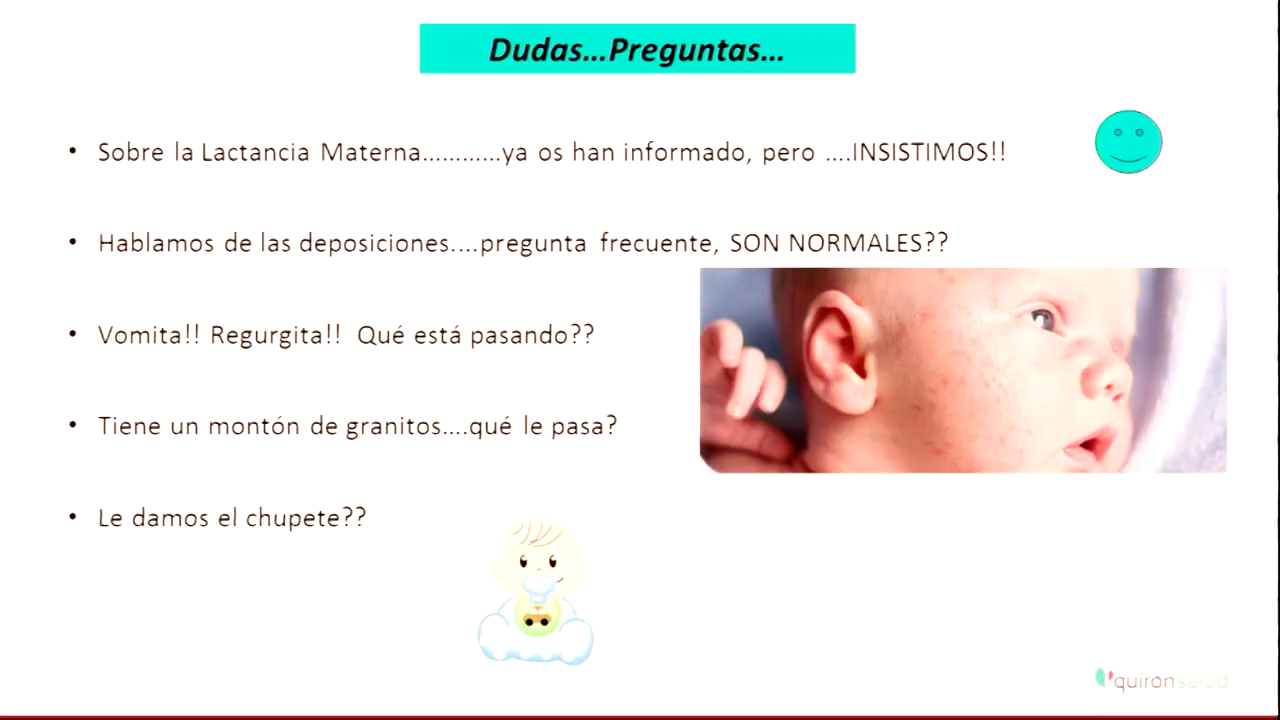 Dudas...Preguntas...
• Sobre la Lactancia Materna............ya os han informado, pero ....INSISTIMOS!!
• Hablamos de las deposiciones....pregunta frecuente, SON NORMALES??
• Vomita!! Regurgita!! Qué está pasando??
• Tiene un montón de granitos....qué le pasa?
• Le damos el chupete??
quirónsalud